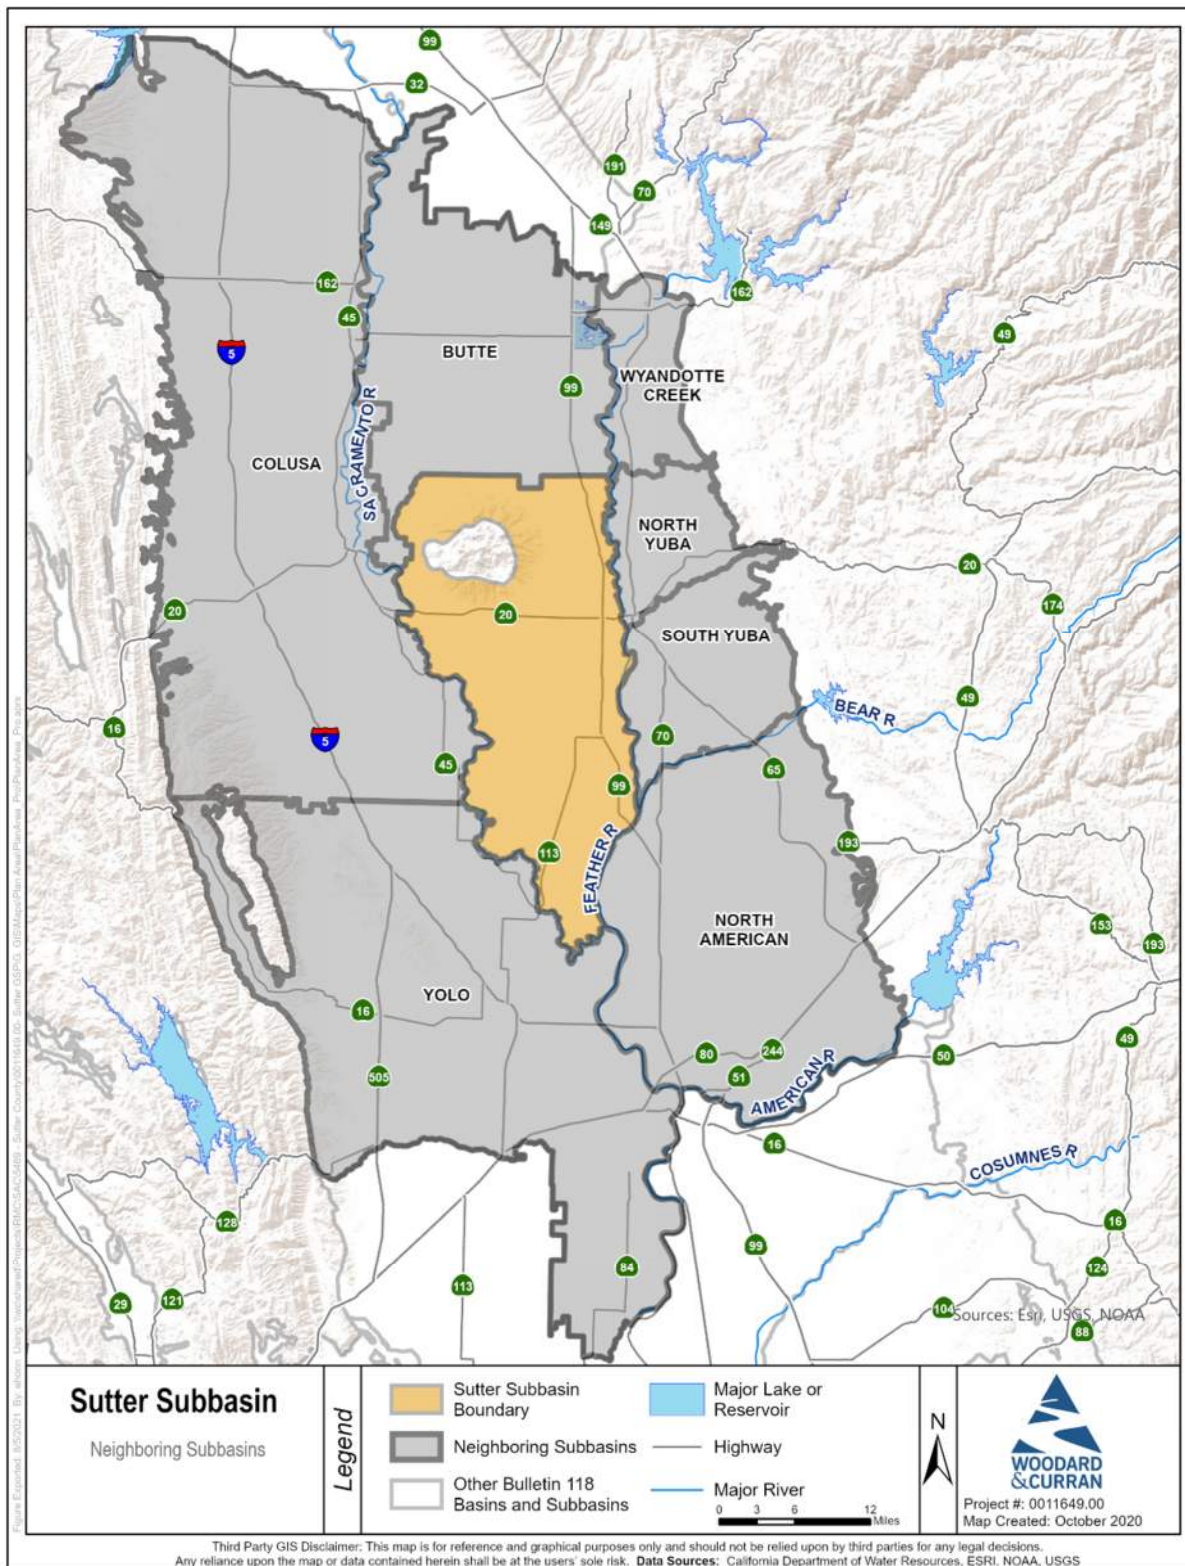 99
32
191
70
149
162
162
45
49
5
BUTTE
99
WYANDOTTE
CREEK
SACRAMENTO R
COLUSA
NORTH
YUBA
20
174
20
20
SOUTH YUBA
49
BEAR R
16
5
70
45
65
99
193
113
FEATHER R
NORTH
AMERICAN
153
193
YOLO
16
49
80
244
50
51
505
AMERICAN R
16
COSUMNES R
128
16
99
84
124
113
29
121
104
Sources: Esri, USGS, NOAA
88
Sutter Subbasin
Neighboring Subbasins
Legend
Sutter Subbasin
Boundary
Neighboring Subbasins
Other Bulletin 118
Basins and Subbasins
Major Lake or
Reservoir
Highway
Major River
0 3 6 12
Miles
N
WOODARD
&CURRAN
Project #: 0011649.00
Map Created: October 2020
Third Party GIS Disclaimer: This map is for reference and graphical purposes only and should not be relied upon by third parties for any legal decisions.
Any reliance upon the map or data contained herein shall be at the users' sole risk. Data Sources: California Department of Water Resources, ESRI, NOAA, USGS
Figure Exported: 8/5/2021 By: ehorn Using: